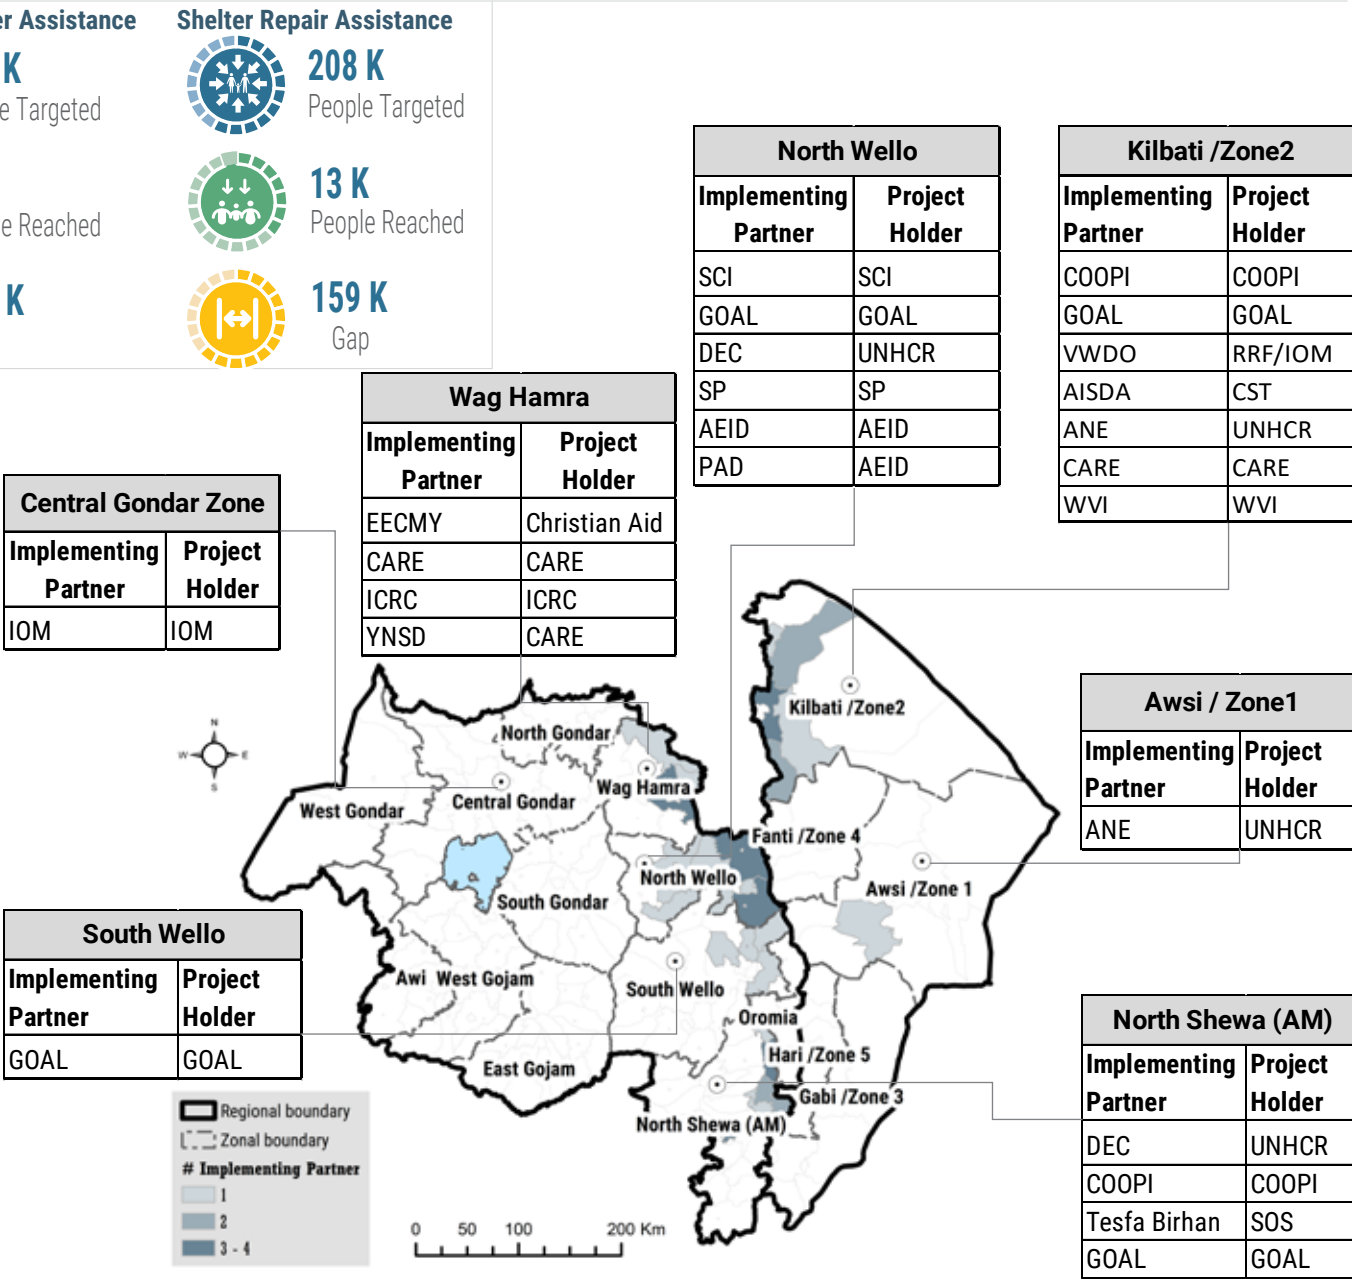 er Assistance
Shelter Repair Assistance
K
e Targeted
208 K
People Targeted
e Reached
13 K
People Reached
K
159 K
Gap
North Wello
Implementing Partner Project Holder
SCI SCI
GOAL GOAL
DEC UNHCR
SP SP
AEID AEID
PAD AEID
Kilbati /Zone2
Implementing Partner Project Holder
COOPI COOPI
GOAL GOAL
VWDO RRF/IOM
AISDA CST
ANE UNHCR
CARE CARE
WVI WVI
Wag Hamra
Implementing Partner Project Holder
EECMY Christian Aid
CARE CARE
ICRC ICRC
YNSD CARE
Central Gondar Zone
Implementing Partner Project Holder
IOM IOM
Awsi / Zone1
Implementing Partner Project Holder
ANE UNHCR
South Wello
Implementing Partner Project Holder
GOAL GOAL
North Shewa (AM)
Implementing Partner Project Holder
DEC UNHCR
COOPI COOPI
Tesfa Birhan SOS
GOAL GOAL
N
W E
S
Kilbati /Zone2
North Gondar
Wag Hamra
Central Gondar
West Gondar
Fanti /Zone 4
North Wello
Awsi /Zone 1
South Gondar
Awi West Gojam
South Wello
Oromia
Hari /Zone 5
East Gojam
Gabi /Zone 3
North Shewa (AM)
Regional boundary
Zonal boundary
# Implementing Partner
1
2
3 - 4
0 50 100 200 Km